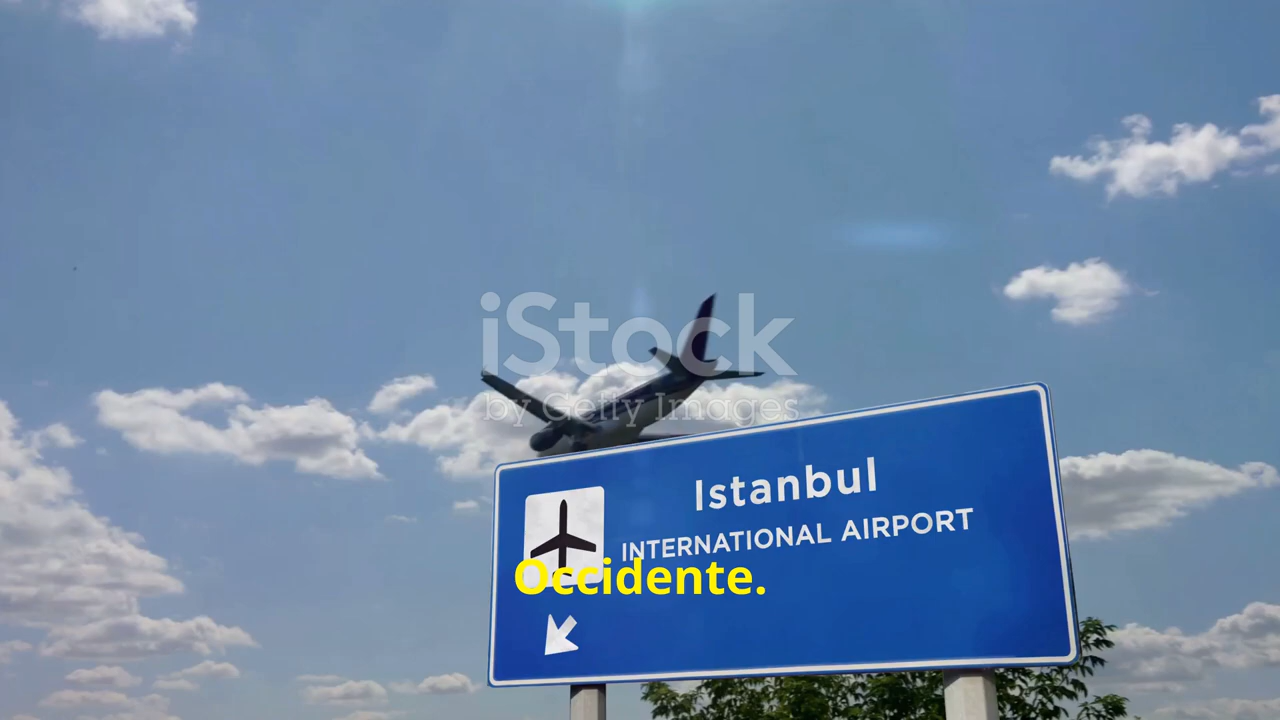 iStock
by Getty Images
Istanbul
INTERNATIONAL AIRPORT
Occidente.